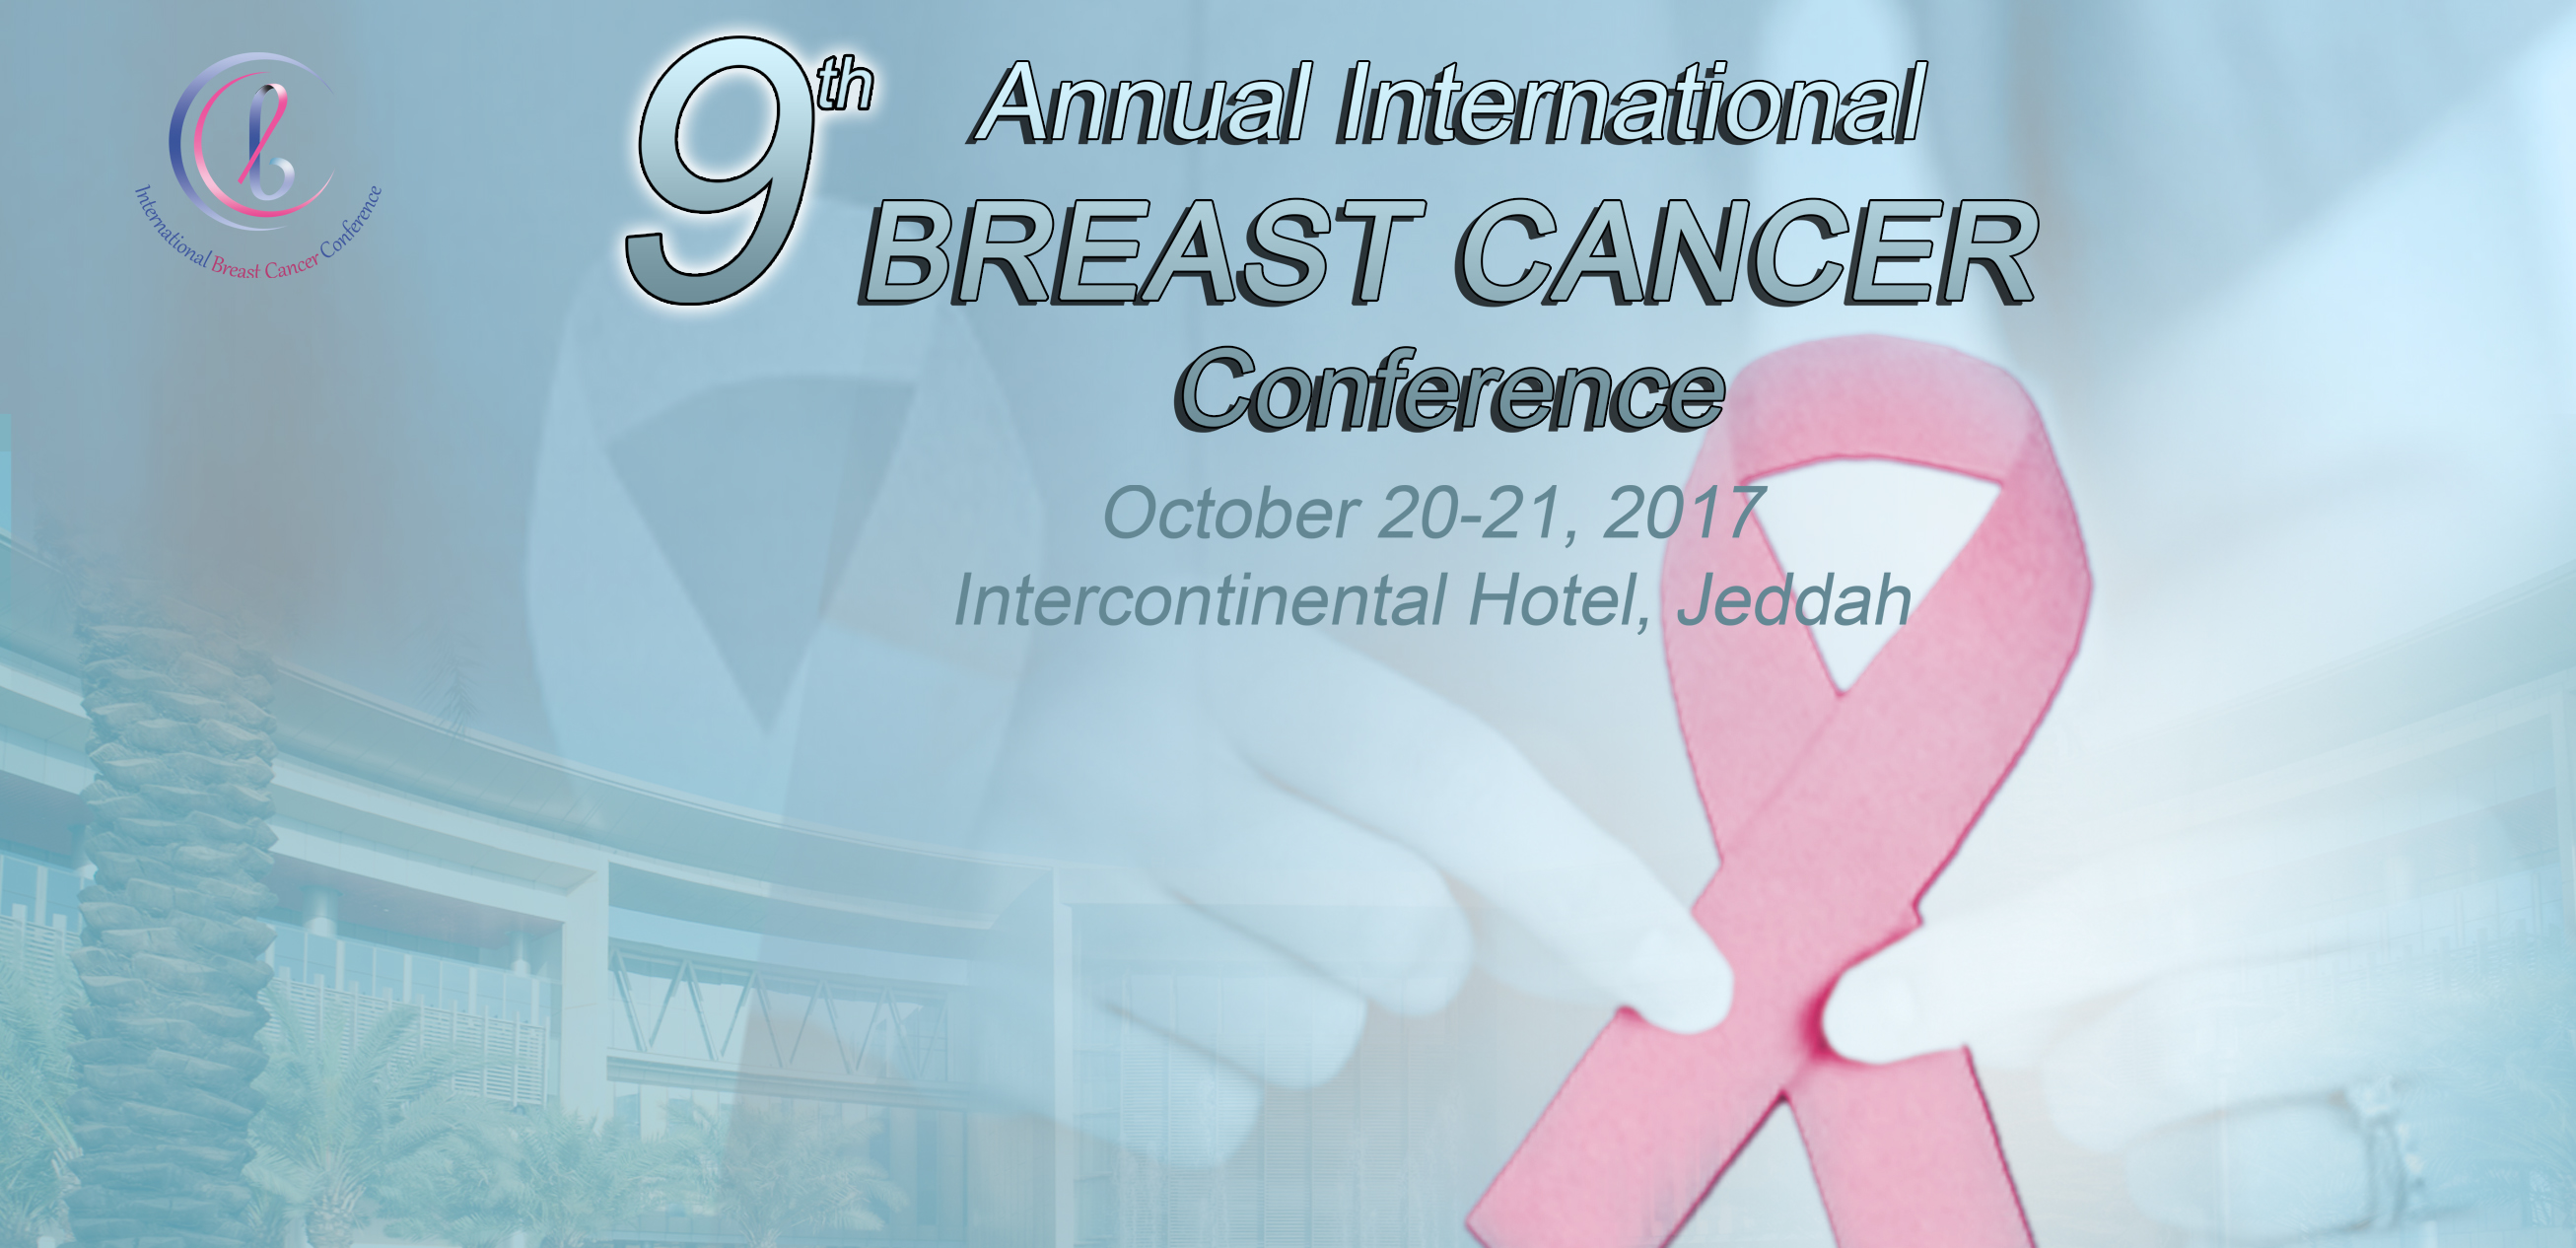 International Breast Cancer Conference
9th
Annual International
BREAST CANCER
Conference
October 20-21, 2017
Intercontinental Hotel, Jeddah